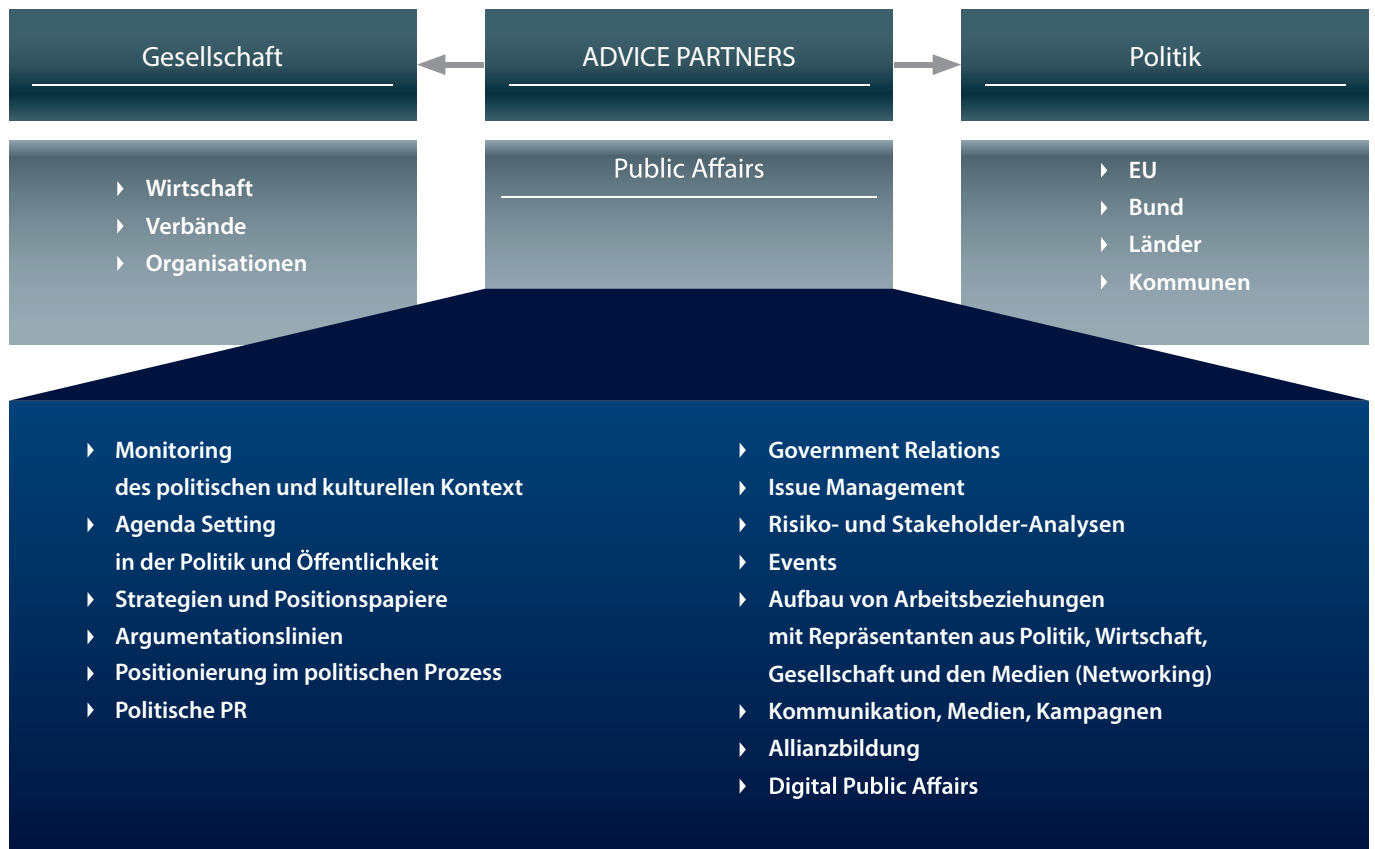 Gesellschaft
ADVICE PARTNERS
Politik
Wirtschaft
Verbände
Organisationen
Public Affairs
EU
Bund
Länder
Kommunen
Monitoring
des politischen und kulturellen Kontext
Agenda Setting
in der Politik und Öffentlichkeit
Strategien und Positionspapiere
Argumentationslinien
Positionierung im politischen Prozess
Politische PR
Government Relations
Issue Management
Risiko- und Stakeholder-Analysen
Events
Aufbau von Arbeitsbeziehungen
mit Repräsentanten aus Politik, Wirtschaft,
Gesellschaft und den Medien (Networking)
Kommunikation, Medien, Kampagnen
Allianzbildung
Digital Public Affairs